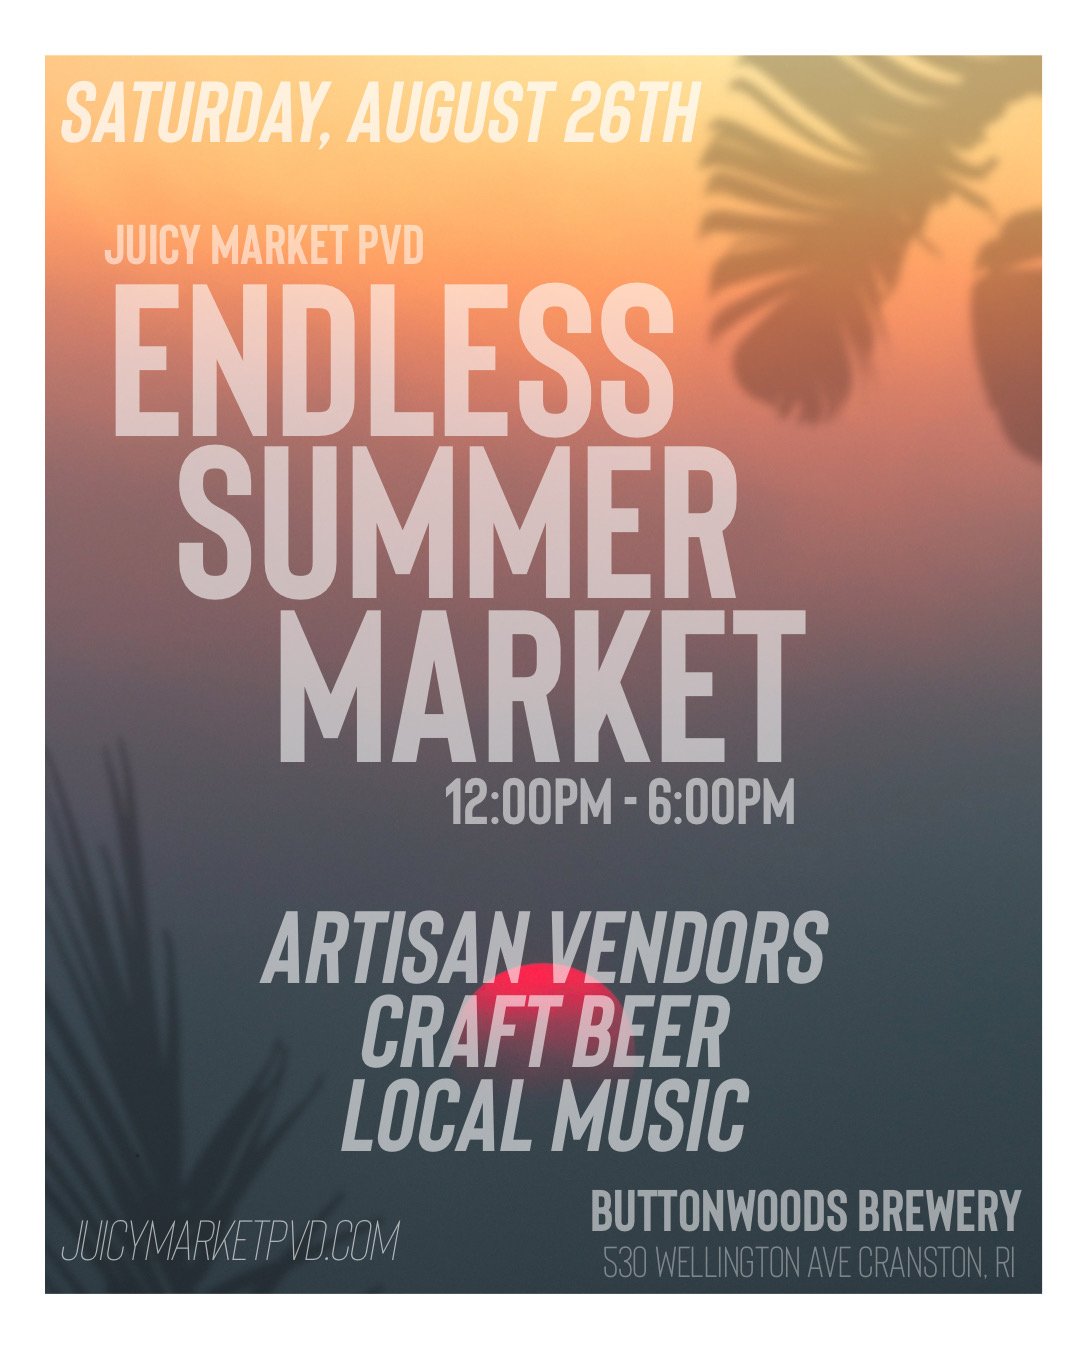 SATURDAY, AUGUST 26TH
JUICY MARKET PVD
ENDLESS
SUMMER
MARKET
12:00PM - 6:00PM
ARTISAN VENDORS
CRAFT BEER
LOCAL MUSIC
BUTTONWOODS BREWERY
530 WELLINGTON AVE CRANSTON, RI
JUICYMARKETPVD.COM